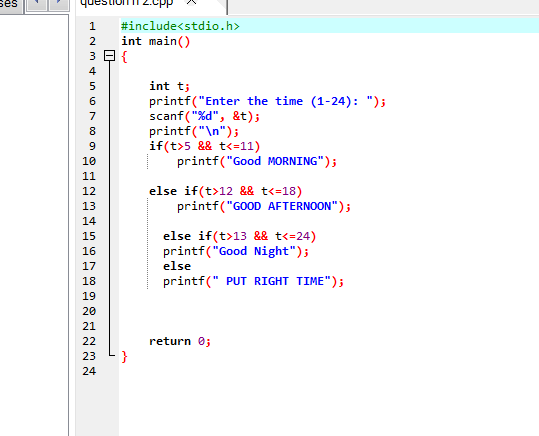 ses
question n 2.cpp
1 #include<stdio.h>
2 int main()
3 {
4
5 int t;
6 printf("Enter the time (1-24): ");
7 scanf("%d", &t);
8 printf("\n");
9 if(t>5 && t<=11)
10 printf("Good MORNING");
11
12 else if(t>12 && t<=18)
13 printf("GOOD AFTERNOON");
14
15 else if(t>13 && t<=24)
16 printf("Good Night");
17 else
18 printf(" PUT RIGHT TIME");
19
20
21
22 return 0;
23 }
24